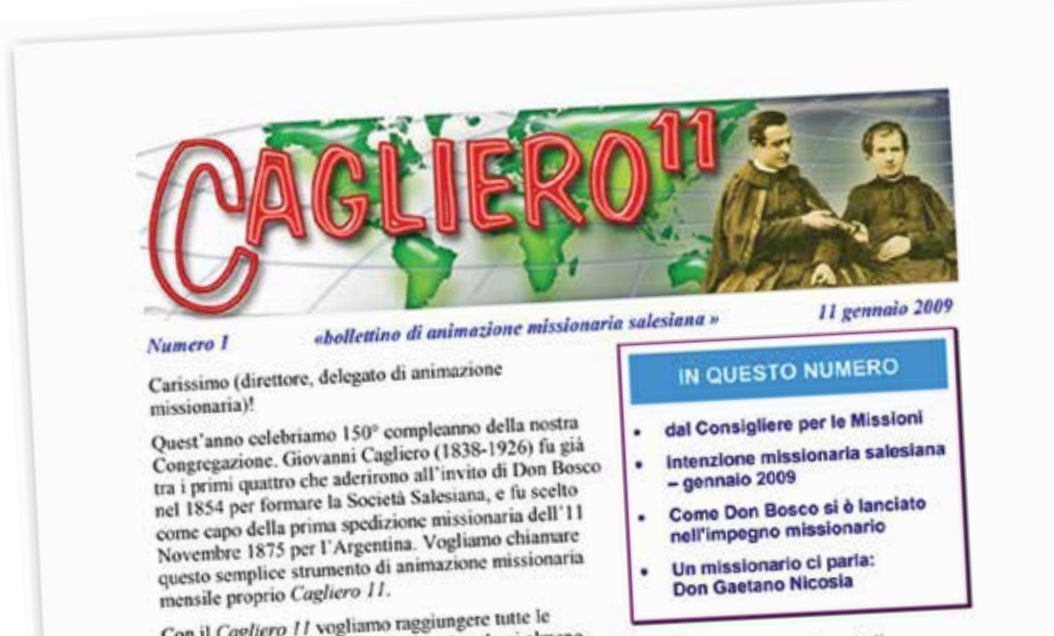 CAGLIERO 11
Numero 1
«bollettino di animazione missionaria salesiana »
11 gennaio 2009
Carissimo (direttore, delegato di animazione
missionaria)!
Quest'anno celebriamo 150° compleanno della nostra
Congregazione. Giovanni Cagliero (1838-1926) fu già
tra i primi quattro che aderirono all'invito di Don Bosco
nel 1854 per formare la Società Salesiana, e fu scelto
come capo della prima spedizione missionaria dell'11
Novembre 1875 per l'Argentina. Vogliamo chiamare
questo semplice strumento di animazione missionaria
mensile proprio Cagliero 11.
Con il Cagliero 11 vogliamo raggiungere tutte le
IN QUESTO NUMERO
• dal Consigliere per le Missioni
• Intenzione missionaria salesiana
– gennaio 2009
• Come Don Bosco si è lanciato
nell'impegno missionario
• Un missionario ci parla:
Don Gaetano Nicosia